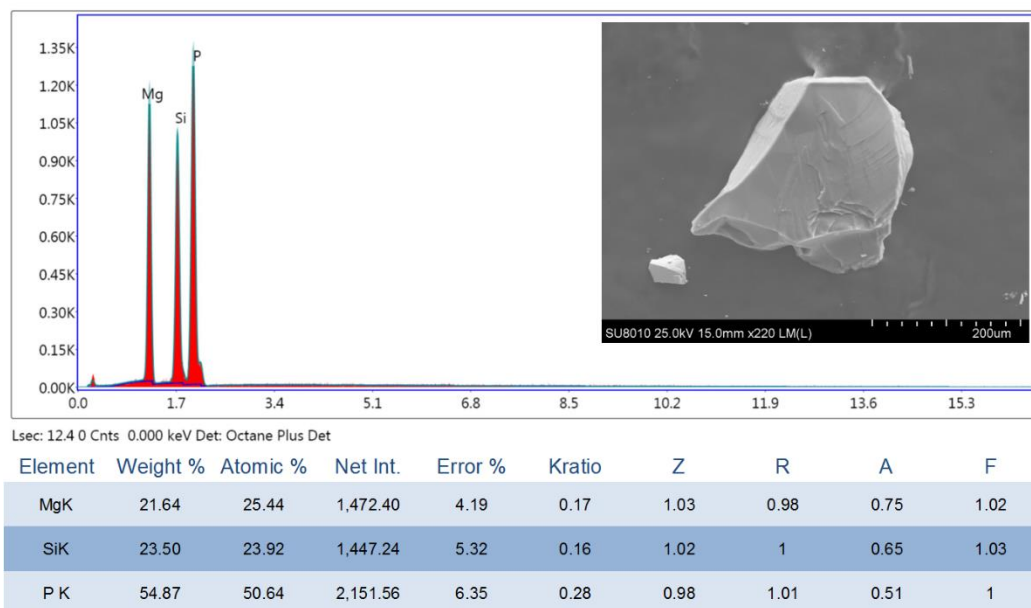 1.35K
1.20K
1.05K
0.90K
0.75K
0.60K
0.45K
0.30K
0.15K
0.00K
Mg
Si
P
0.0 1.7 3.4 5.1 6.8 8.5 10.2 11.9 13.6 15.3
SU8010 25.0kV 15.0mm x220 LM(L) 200um
Lsec: 12.4 0 Cnts 0.000 keV Det: Octane Plus Det
Element Weight % Atomic % Net Int. Error % Kratio Z R A F
MgK 21.64 25.44 1,472.40 4.19 0.17 1.03 0.98 0.75 1.02
SiK 23.50 23.92 1,447.24 5.32 0.16 1.02 1 0.65 1.03
P K 54.87 50.64 2,151.56 6.35 0.28 0.98 1.01 0.51 1